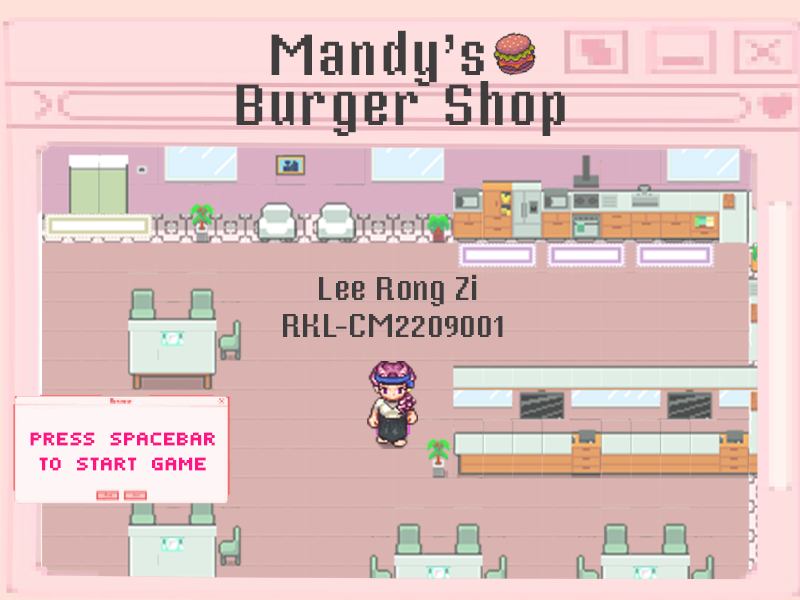 Mandy's
Burger Shop
Lee Rong Zi
RKL-CM2209001
PRESS SPACEBAR
TO START GAME